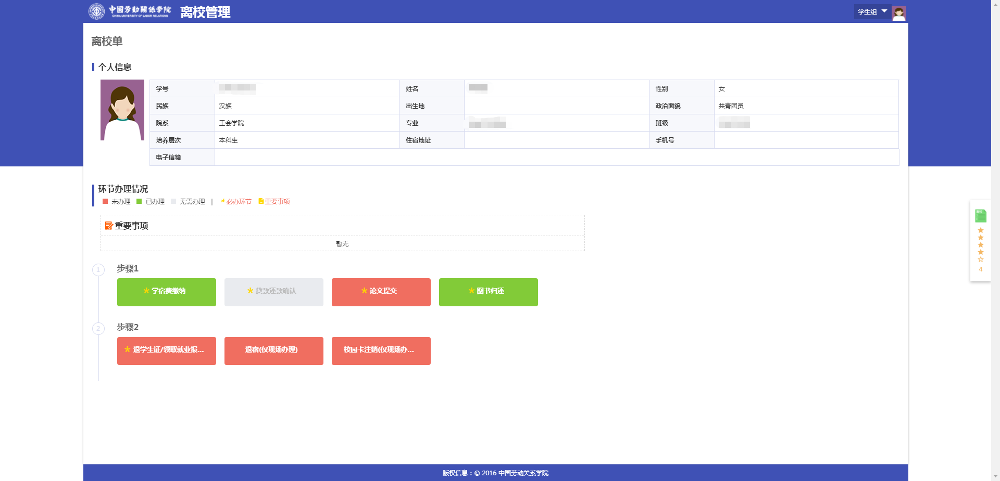 中国劳動關係学院
CHINA UNIVERSITY OF LABOR RELATIONS
离校管理
学生组
离校单
个人信息
学号 姓名 性别 女
民族 汉族 出生地 政治面貌 共青团员
院系 工会学院 专业 班级
培养层次 本科生 住宿地址 手机号
电子信箱
环节办理情况
未办理 已办理 无需办理 | 必办环节 重要事项
重要事项
暂无
1 步骤1
* 学宿费缴纳 * 贷款还款确认 * 论文提交 * 图书归还
2 步骤2
* 退学生证/领取就业报... 退宿(仅现场办理) 校园卡注销(仅现场办...
4
版权信息：© 2016 中国劳动关系学院